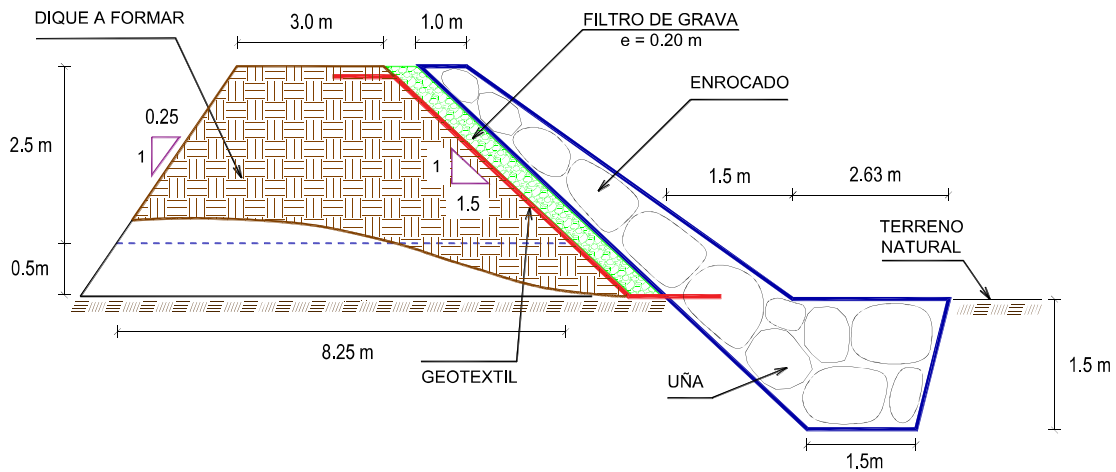 DIQUE A FORMAR
3.0 m
1.0 m
FILTRO DE GRAVA
e = 0.20 m
ENROCADO
0.25
1
2.5 m
1
1.5
1.5 m
2.63 m
TERRENO
NATURAL
0.5m
8.25 m
GEOTEXTIL
UÑA
1.5 m
1,5m